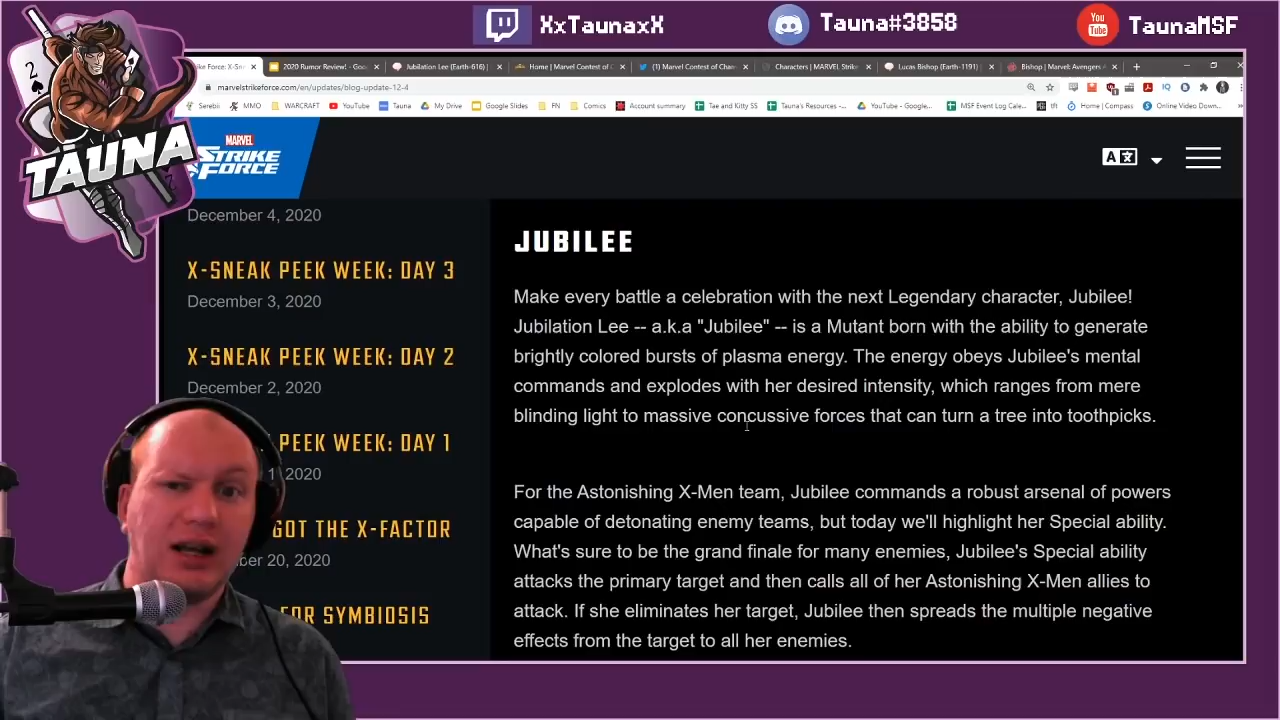 XxTaunaxX
Tauna#3858
You
Tube
TaunaMSF
2
TAUNA
ike Force: X-Sne
2020 Rumor Review! - Goo
Jubilation Lee (Earth-616) |
Home | Marvel Contest of C
(1) Marvel Contest of Cham
Characters | MARVEL Strike
Lucas Bishop (Earth-1191) |
Bishop | Marvel: Avengers A
marvelstrikeforce.com/en/updates/blog-update-12-4
Serebii
MMO
WARCRAFT
YouTube
Tauna
My Drive
Google Slides
FN
Comics
Account summary
Tae and Kitty SS
Tauna's Resources -...
YouTube - Google...
MSF Event Log Cale...
tft
Home | Compass
Online Video Down...
MARVEL
STRIKE
FORCE
December 4, 2020
X-SNEAK PEEK WEEK: DAY 3
December 3, 2020
X-SNEAK PEEK WEEK: DAY 2
December 2, 2020
PEEK WEEK: DAY 1
1, 2020
GOT THE X-FACTOR
ber 20, 2020
FOR SYMBIOSIS
JUBILEE
Make every battle a celebration with the next Legendary character, Jubilee!
Jubilation Lee -- a.k.a "Jubilee" -- is a Mutant born with the ability to generate
brightly colored bursts of plasma energy. The energy obeys Jubilee's mental
commands and explodes with her desired intensity, which ranges from mere
blinding light to massive concussive forces that can turn a tree into toothpicks.
For the Astonishing X-Men team, Jubilee commands a robust arsenal of powers
capable of detonating enemy teams, but today we'll highlight her Special ability.
What's sure to be the grand finale for many enemies, Jubilee's Special ability
attacks the primary target and then calls all of her Astonishing X-Men allies to
attack. If she eliminates her target, Jubilee then spreads the multiple negative
effects from the target to all her enemies.